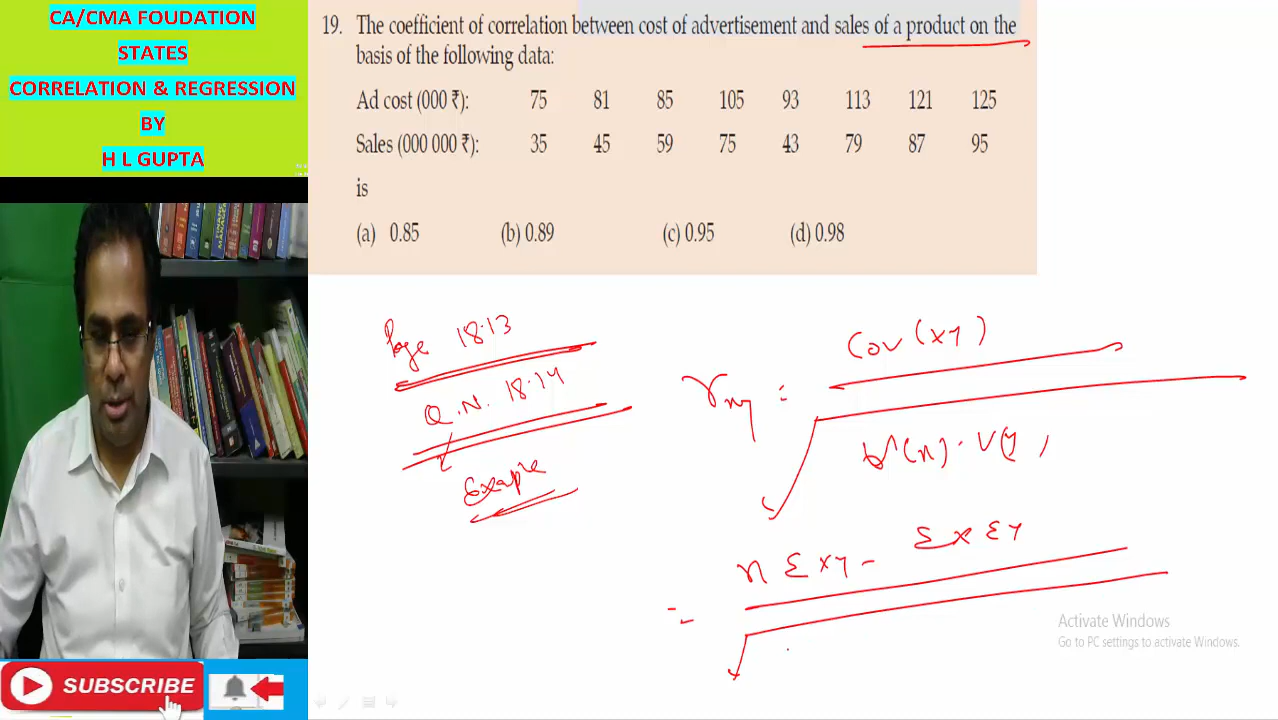 CA/CMA FOUDATION
STATES
CORRELATION & REGRESSION
BY
H L GUPTA
19. The coefficient of correlation between cost of advertisement and sales of a product on the
basis of the following data:
Ad cost (000 ₹): 75 81 85 105 93 113 121 125
Sales (000 000 ₹): 35 45 59 75 43 79 87 95
is
(a) 0.85 (b) 0.89 (c) 0.95 (d) 0.98
Page 18.13
Q.N. 18.14
Example
r xy = Cov (xy)
√ V(x) . V(y)
= n Σxy - Σx Σy
√
Activate Windows
Go to PC settings to activate Windows.
SUBSCRIBE